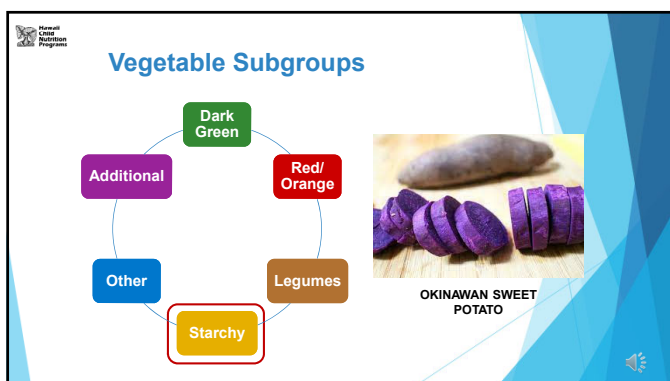 Hawaii
Child
Nutrition
Programs
Vegetable Subgroups
Dark
Green
Additional
Red/
Orange
Other
Legumes
Starchy
OKINAWAN SWEET
POTATO